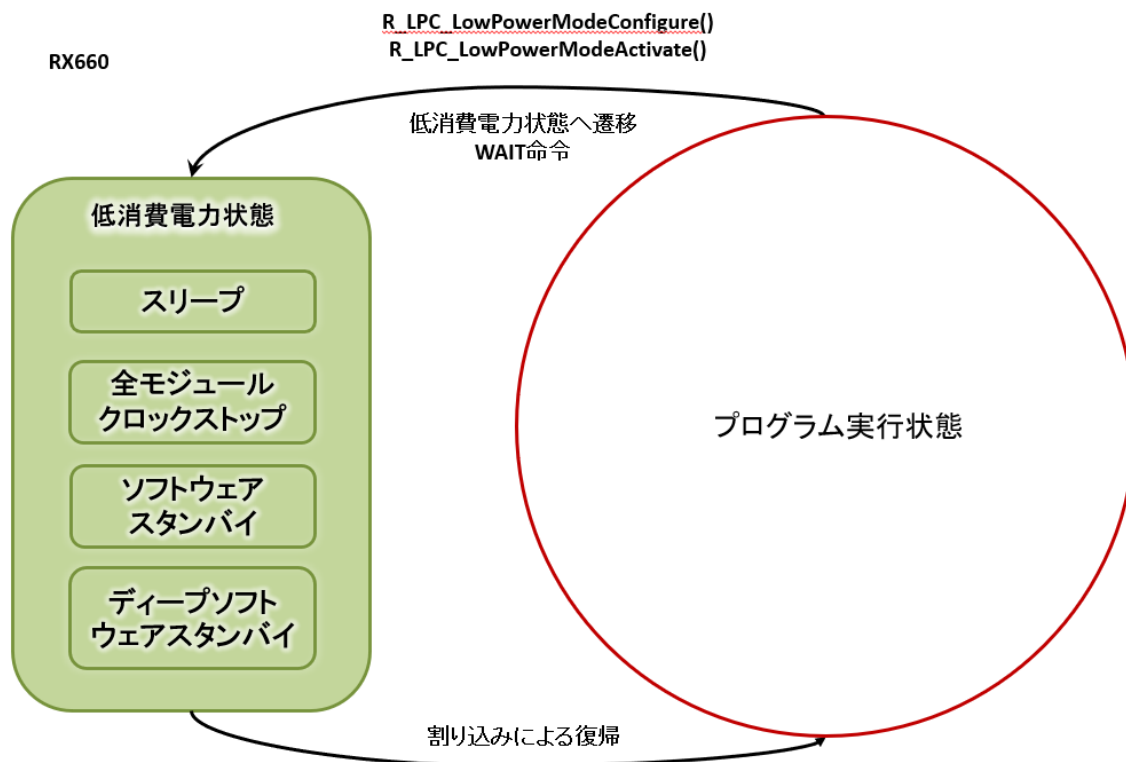 R_LPC_LowPowerModeConfigure()
R_LPC_LowPowerModeActivate()
RX660
低消費電力状態へ遷移
WAIT命令
低消費電力状態
スリープ
全モジュール
クロックストップ
ソフトウェア
スタンバイ
ディープソフト
ウェアスタンバイ
プログラム実行状態
割り込みによる復帰